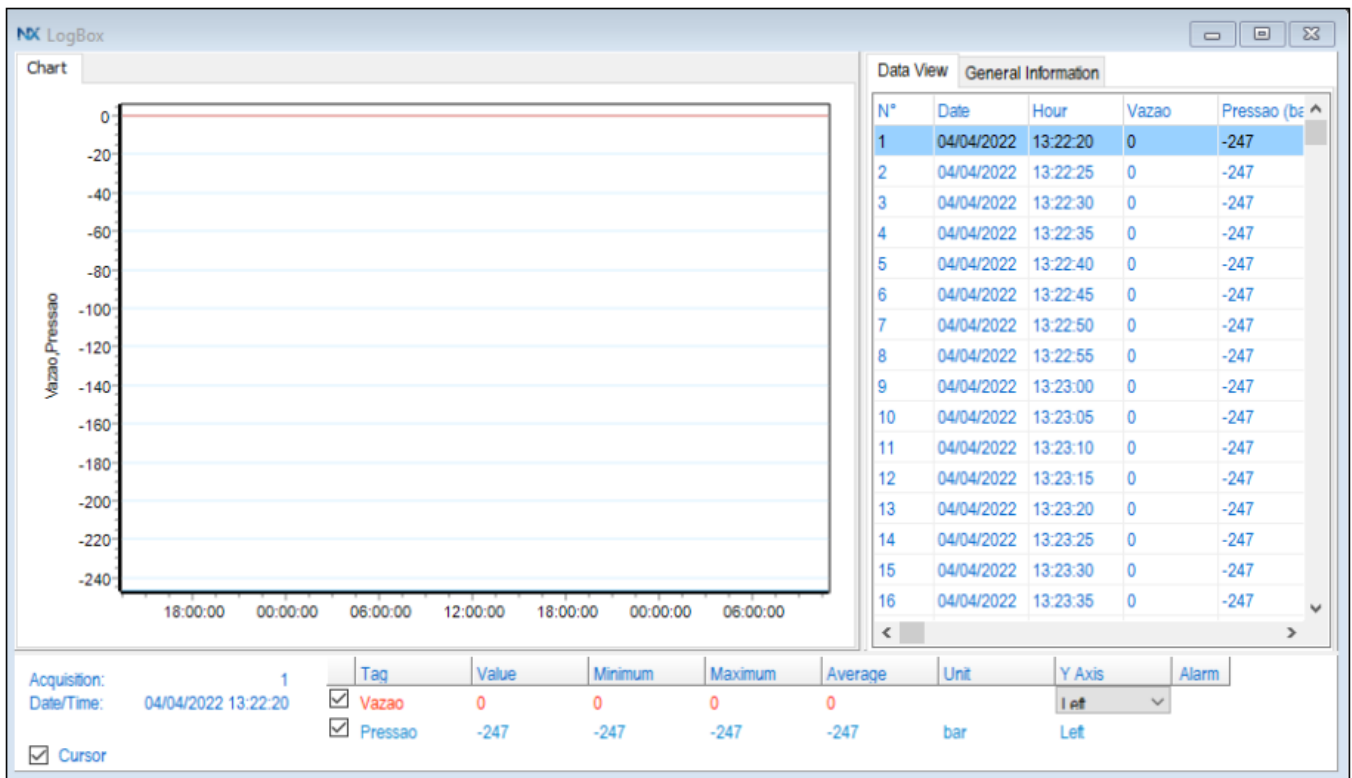 NX LogBox
Chart
0
-20
-40
-60
-80
-100
-120
-140
-160
-180
-200
-220
-240
Vazao,Pressao
18:00:00 00:00:00 06:00:00 12:00:00 18:00:00 00:00:00 06:00:00
Data View General Information
N° Date Hour Vazao Pressao (ba
1 04/04/2022 13:22:20 0 -247
2 04/04/2022 13:22:25 0 -247
3 04/04/2022 13:22:30 0 -247
4 04/04/2022 13:22:35 0 -247
5 04/04/2022 13:22:40 0 -247
6 04/04/2022 13:22:45 0 -247
7 04/04/2022 13:22:50 0 -247
8 04/04/2022 13:22:55 0 -247
9 04/04/2022 13:23:00 0 -247
10 04/04/2022 13:23:05 0 -247
11 04/04/2022 13:23:10 0 -247
12 04/04/2022 13:23:15 0 -247
13 04/04/2022 13:23:20 0 -247
14 04/04/2022 13:23:25 0 -247
15 04/04/2022 13:23:30 0 -247
16 04/04/2022 13:23:35 0 -247
Acquisition: 1
Date/Time: 04/04/2022 13:22:20
Cursor
Tag Value Minimum Maximum Average Unit Y Axis Alarm
Vazao 0 0 0 0 Left
Pressao -247 -247 -247 -247 bar Left